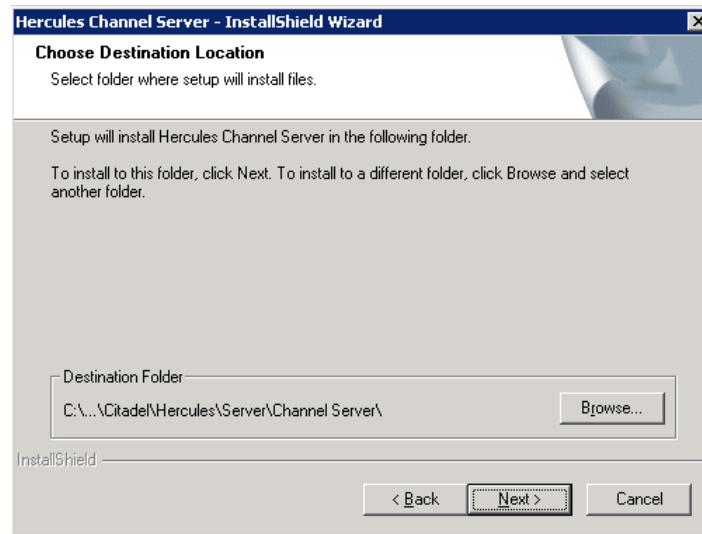 Hercules Channel Server - InstallShield Wizard
Choose Destination Location
Select folder where setup will install files.
Setup will install Hercules Channel Server in the following folder.
To install to this folder, click Next. To install to a different folder, click Browse and select
another folder.
Destination Folder
C:\...\Citadel\Hercules\Server\Channel Server\
Browse...
InstallShield
< Back
Next >
Cancel